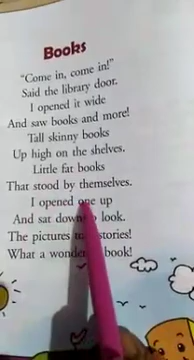 Books
"Come in, come in!"
Said the library door.
I opened it wide
And saw books and more!
Tall skinny books
Up high on the shelves.
Little fat books
That stood by themselves.
I opened one up
And sat down look.
The pictures stories!
What a book!